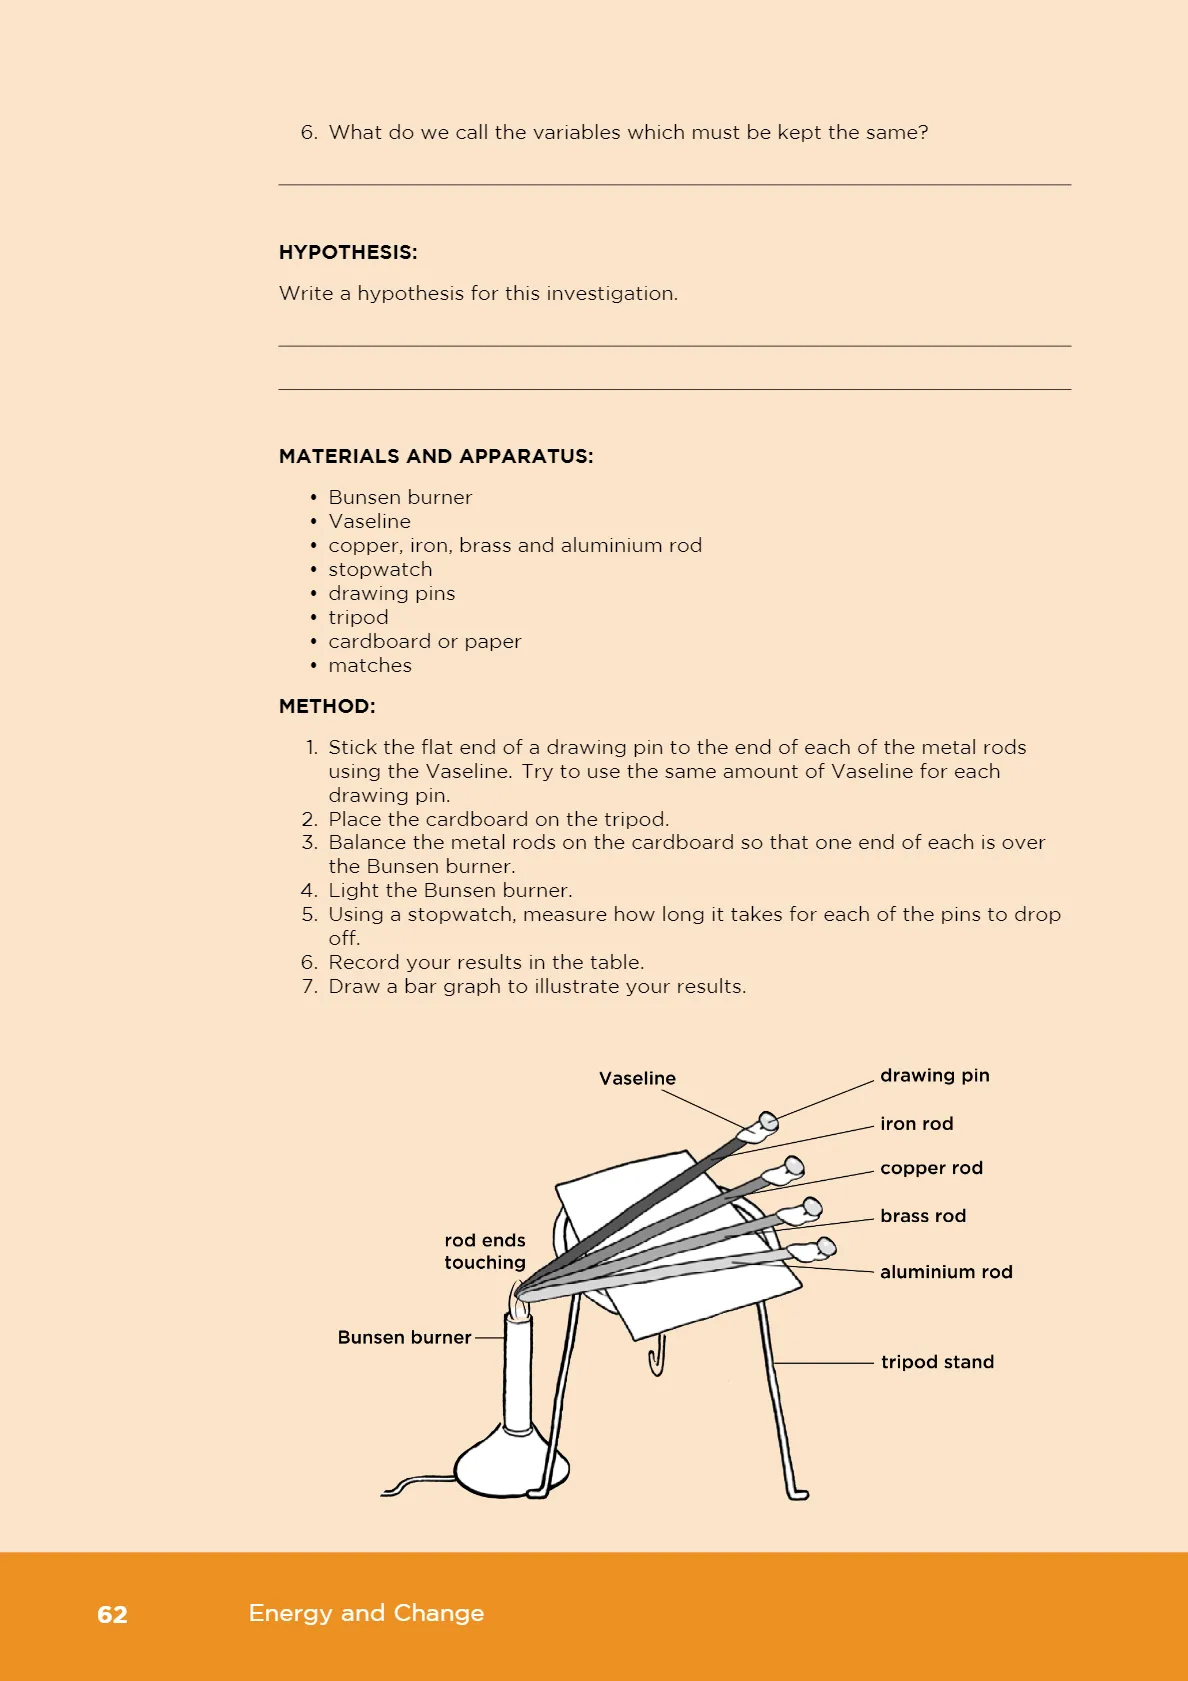 6. What do we call the variables which must be kept the same?
HYPOTHESIS:
Write a hypothesis for this investigation.
MATERIALS AND APPARATUS:
• Bunsen burner
• Vaseline
• copper, iron, brass and aluminium rod
• stopwatch
• drawing pins
• tripod
• cardboard or paper
• matches
METHOD:
1. Stick the flat end of a drawing pin to the end of each of the metal rods
using the Vaseline. Try to use the same amount of Vaseline for each
drawing pin.
2. Place the cardboard on the tripod.
3. Balance the metal rods on the cardboard so that one end of each is over
the Bunsen burner.
4. Light the Bunsen burner.
5. Using a stopwatch, measure how long it takes for each of the pins to drop
off.
6. Record your results in the table.
7. Draw a bar graph to illustrate your results.
Vaseline
drawing pin
iron rod
copper rod
brass rod
rod ends
touching
aluminium rod
Bunsen burner
tripod stand
62
Energy and Change